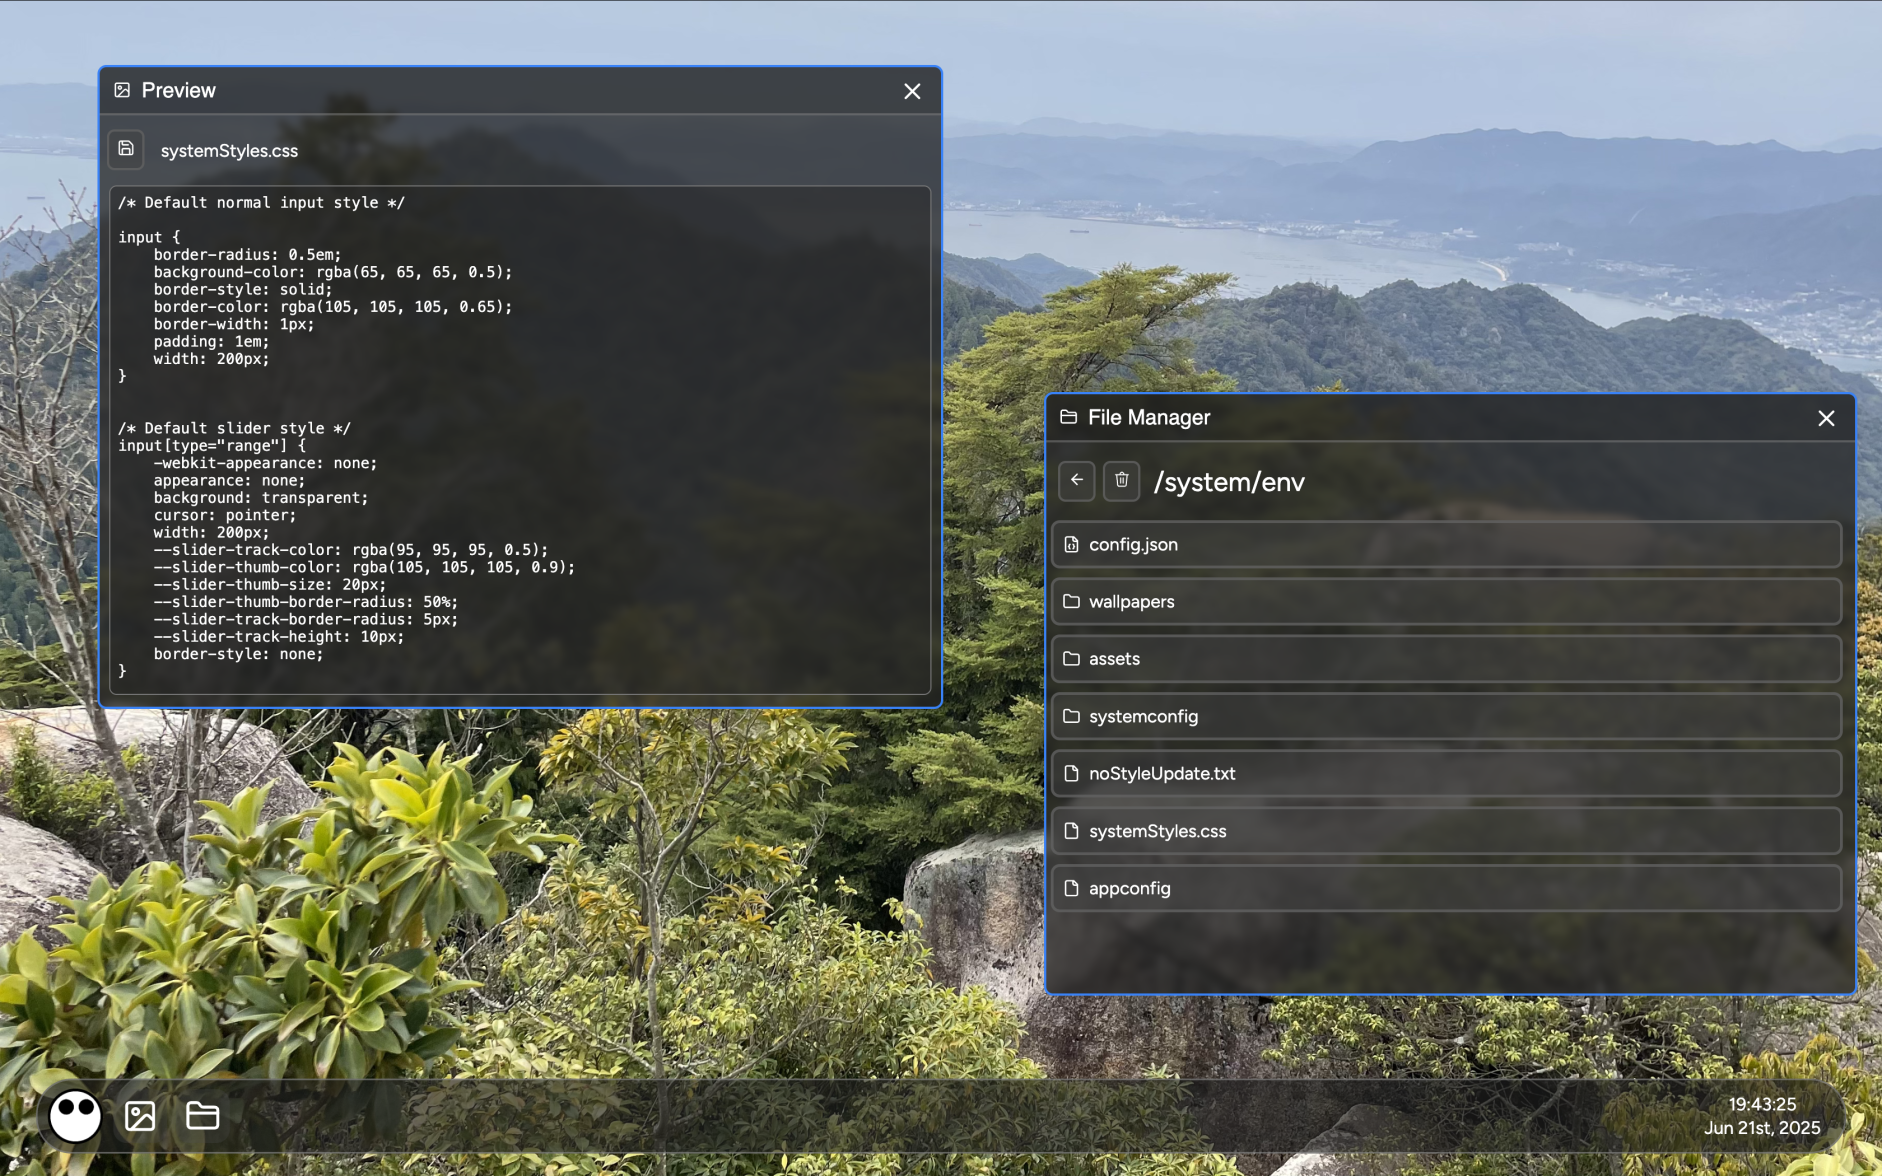 Preview
systemStyles.css
/* Default normal input style */
input {
border-radius: 0.5em;
background-color: rgba(65, 65, 65, 0.5);
border-style: solid;
border-color: rgba(105, 105, 105, 0.65);
border-width: 1px;
padding: 1em;
width: 200px;
}
/* Default slider style */
input[type="range"] {
-webkit-appearance: none;
appearance: none;
background: transparent;
cursor: pointer;
width: 200px;
--slider-track-color: rgba(95, 95, 95, 0.5);
--slider-thumb-color: rgba(105, 105, 105, 0.9);
--slider-thumb-size: 20px;
--slider-thumb-border-radius: 50%;
--slider-track-border-radius: 5px;
--slider-track-height: 10px;
border-style: none;
}
File Manager
/system/env
config.json
wallpapers
assets
systemconfig
noStyleUpdate.txt
systemStyles.css
appconfig
19:43:25
Jun 21st, 2025